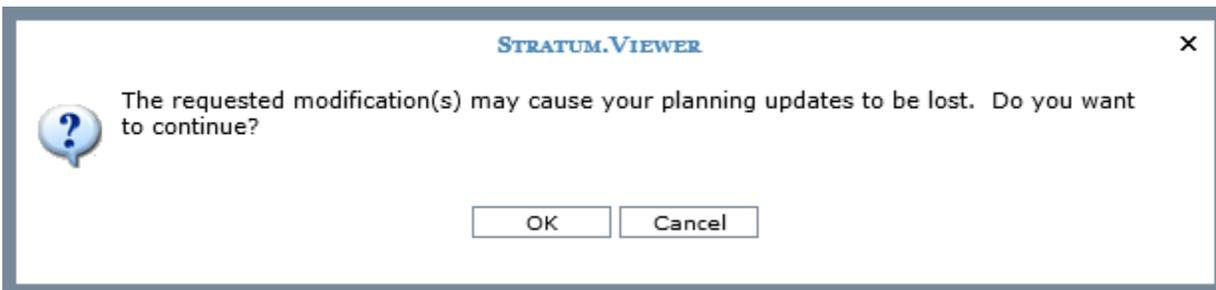 STRATUM.VIEWER
The requested modification(s) may cause your planning updates to be lost.  Do you want
to continue?
OK Cancel